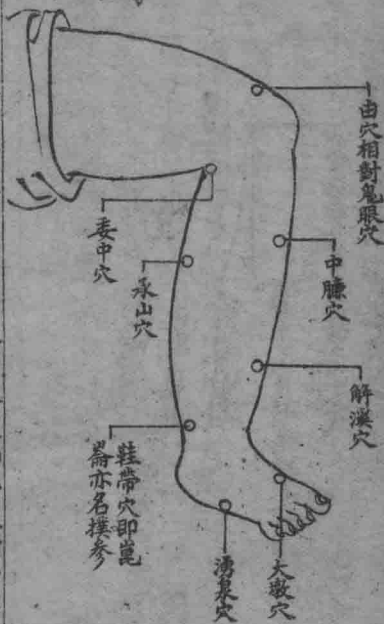 由穴相對鬼眼穴
中臁穴
解溪穴
大敦穴
湧泉穴
委中穴
承山穴
鞋帶穴即崑
崙亦名撲參